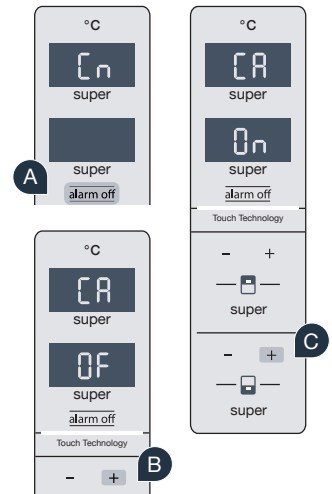 °C
Cn
super
super
A
alarm off
°C
CA
super
OF
super
alarm off
Touch Technology
- +
B
°C
CA
super
On
super
alarm off
Touch Technology
- +
super
- +
C
super